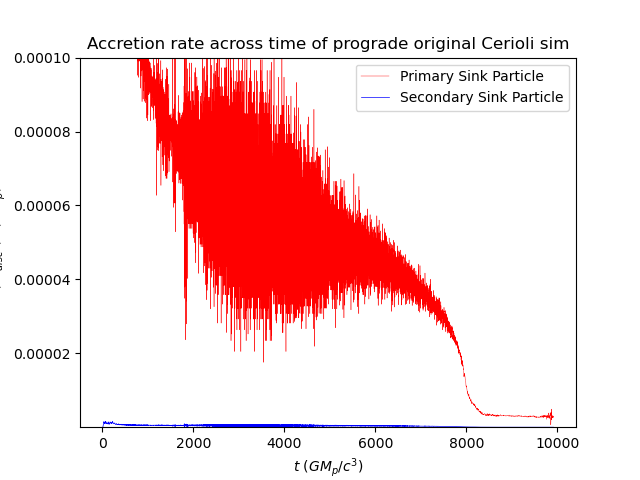 Accretion rate across time of prograde original Cerioli sim
Primary Sink Particle
Secondary Sink Particle
0.00010
0.00008
0.00006
0.00004
0.00002
0 2000 4000 6000 8000 10000
t (GM_p/c^3)